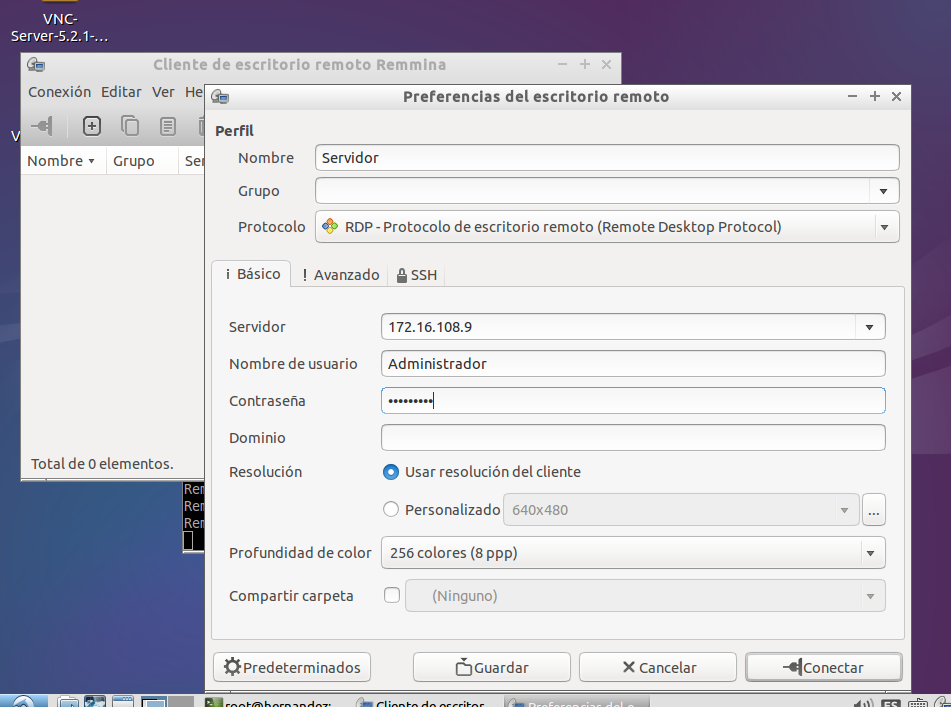 VNC-
Server-5.2.1-...
Cliente de escritorio remoto Remmina
Conexión Editar Ver He
Nombre Grupo Ser
Total de 0 elementos.
Rem
Rem
Rem
Preferencias del escritorio remoto
Perfil
Nombre Servidor
Grupo
Protocolo RDP - Protocolo de escritorio remoto (Remote Desktop Protocol)
Básico Avanzado SSH
Servidor 172.16.108.9
Nombre de usuario Administrador
Contraseña •••••••••
Dominio
Resolución Usar resolución del cliente
Personalizado 640x480 ...
Profundidad de color 256 colores (8 ppp)
Compartir carpeta (Ninguno)
Predeterminados Guardar Cancelar Conectar
root@hernandez: Cliente de escritor Preferencias del e ES